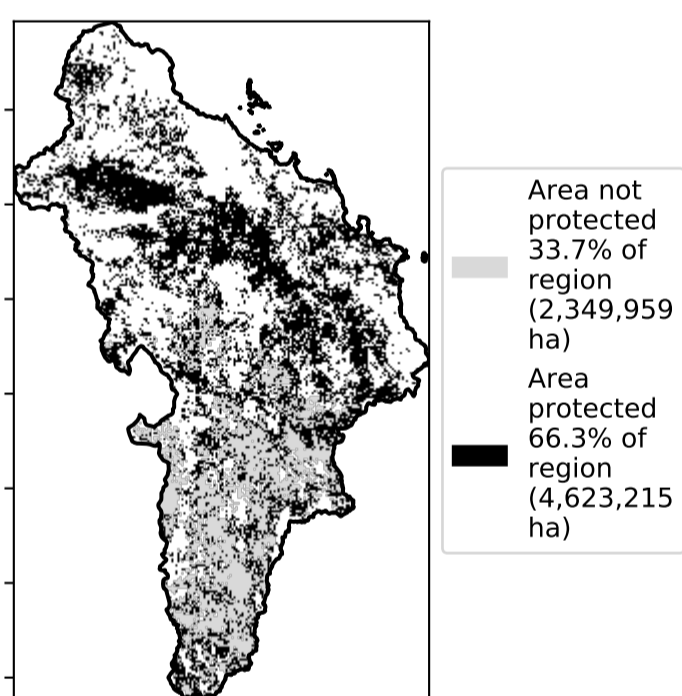 Area not
protected
33.7% of
region
(2,349,959
ha)
Area
protected
66.3% of
region
(4,623,215
ha)